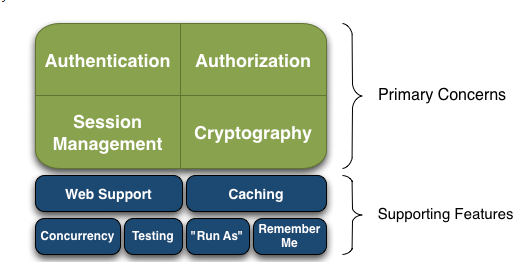 y
Authentication
Authorization
Session
Management
Cryptography
Primary Concerns
Web Support
Caching
Concurrency
Testing
"Run As"
Remember
Me
Supporting Features